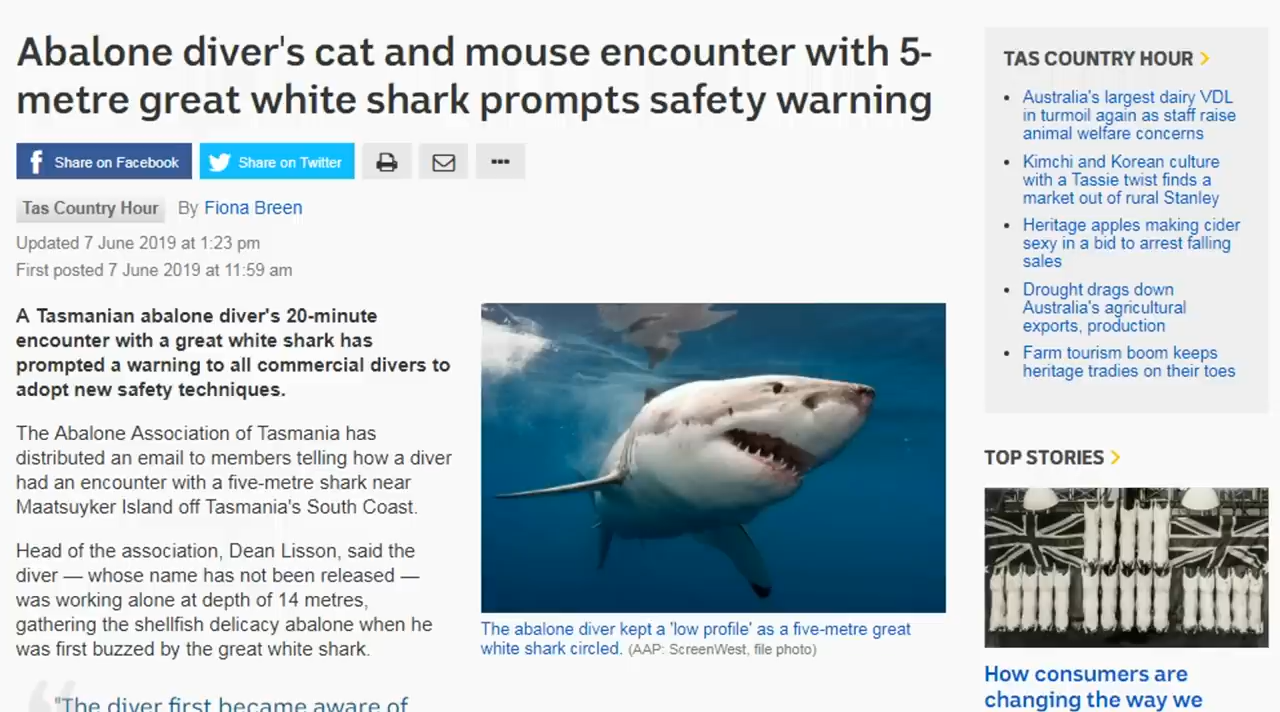 Abalone diver's cat and mouse encounter with 5-
metre great white shark prompts safety warning
Share on Facebook
Share on Twitter
Tas Country Hour By Fiona Breen
Updated 7 June 2019 at 1:23 pm
First posted 7 June 2019 at 11:59 am
A Tasmanian abalone diver's 20-minute
encounter with a great white shark has
prompted a warning to all commercial divers to
adopt new safety techniques.
The Abalone Association of Tasmania has
distributed an email to members telling how a diver
had an encounter with a five-metre shark near
Maatsuyker Island off Tasmania's South Coast.
Head of the association, Dean Lisson, said the
diver — whose name has not been released —
was working alone at depth of 14 metres,
gathering the shellfish delicacy abalone when he
was first buzzed by the great white shark.
"The diver first became aware of
The abalone diver kept a 'low profile' as a five-metre great
white shark circled. (AAP: ScreenWest, file photo)
TAS COUNTRY HOUR
Australia's largest dairy VDL
in turmoil again as staff raise
animal welfare concerns
Kimchi and Korean culture
with a Tassie twist finds a
market out of rural Stanley
Heritage apples making cider
sexy in a bid to arrest falling
sales
Drought drags down
Australia's agricultural
exports, production
Farm tourism boom keeps
heritage tradies on their toes
TOP STORIES
How consumers are
changing the way we